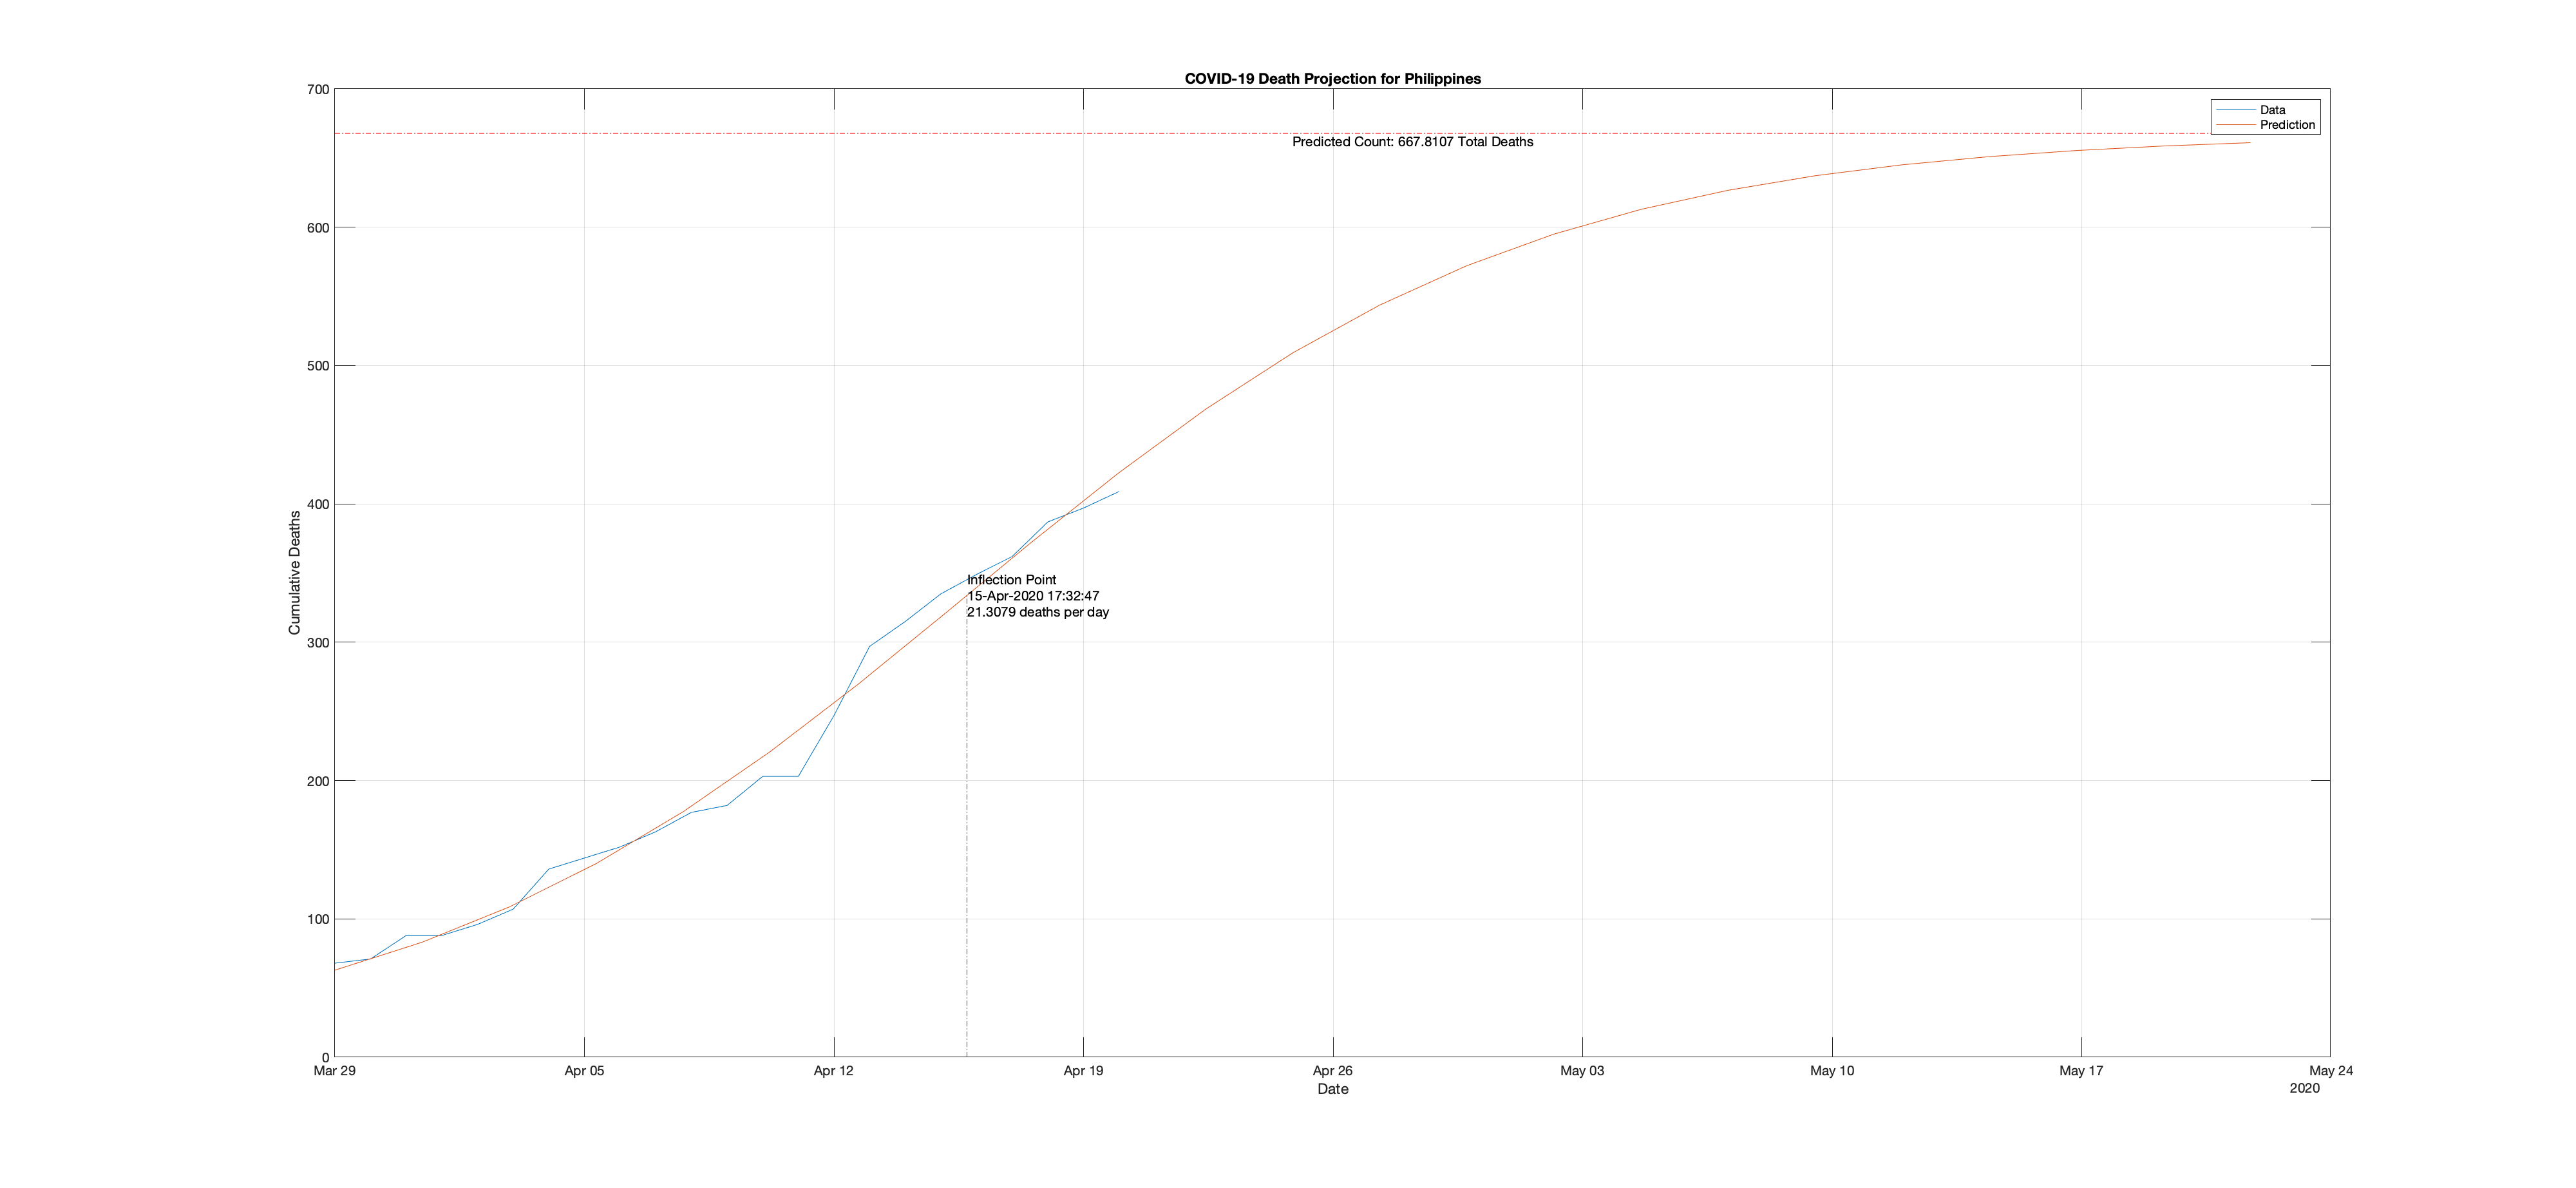 COVID-19 Death Projection for Philippines
700
600
500
400
300
200
100
0
Cumulative Deaths
Data
Prediction
Predicted Count: 667.8107 Total Deaths
Inflection Point
15-Apr-2020 17:32:47
21.3079 deaths per day
Mar 29
Apr 05
Apr 12
Apr 19
Apr 26
May 03
May 10
May 17
May 24
Date
2020